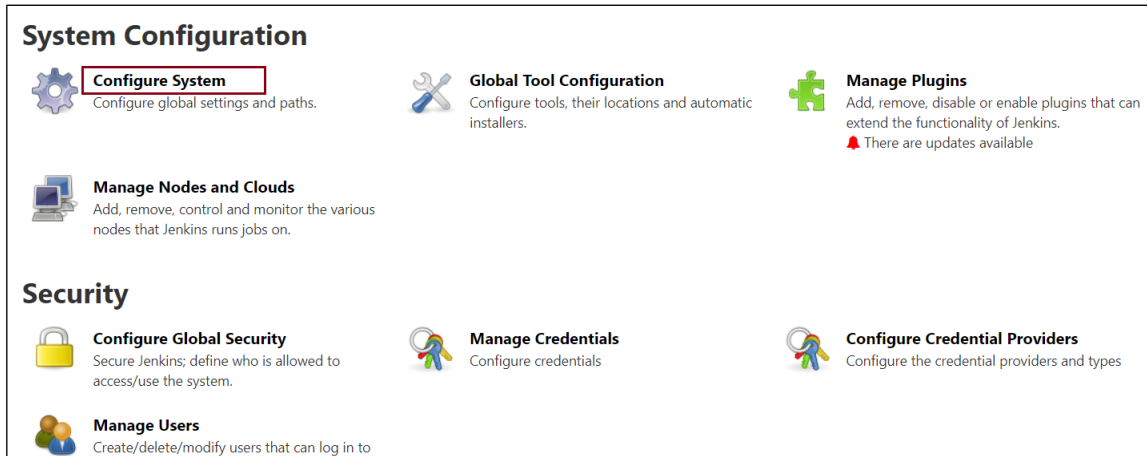 System Configuration
Configure System
Configure global settings and paths.
Global Tool Configuration
Configure tools, their locations and automatic
installers.
Manage Plugins
Add, remove, disable or enable plugins that can
extend the functionality of Jenkins.
There are updates available
Manage Nodes and Clouds
Add, remove, control and monitor the various
nodes that Jenkins runs jobs on.
Security
Configure Global Security
Secure Jenkins; define who is allowed to
access/use the system.
Manage Credentials
Configure credentials
Configure Credential Providers
Configure the credential providers and types
Manage Users
Create/delete/modify users that can log in to